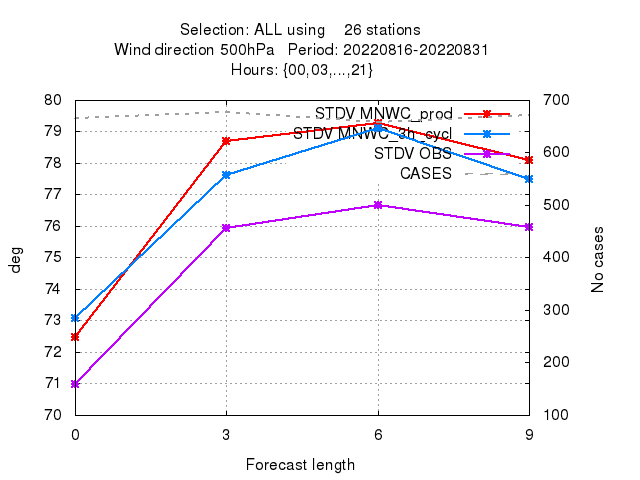 Selection: ALL using 26 stations
Wind direction 500hPa Period: 20220816-20220831
Hours: {00,03,...,21}
80 700
79
78 600
77
76 500
75 400
74
73 300
72
71 200
70 100
STDV MNWC_prod
STDV MNWC_3h_cycl
STDV OBS
CASES
deg
No cases
0 3 6 9
Forecast length